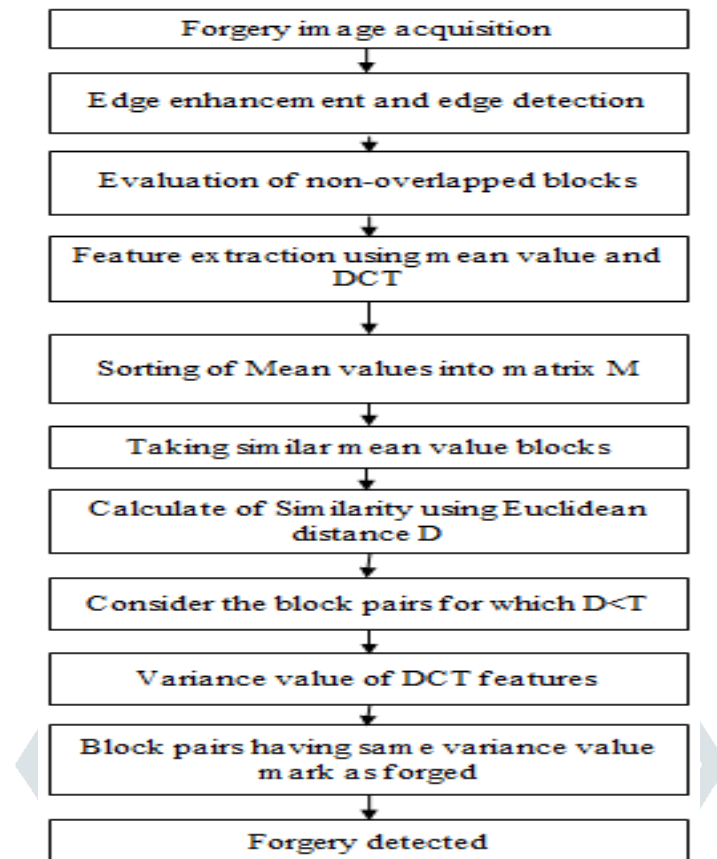 Forgery image acquisition
Edge enhancement and edge detection
Evaluation of non-overlapped blocks
Feature extraction using mean value and
DCT
Sorting of Mean values into matrix M
Taking similar mean value blocks
Calculate of Similarity using Euclidean
distance D
Consider the block pairs for which D<T
Variance value of DCT features
Block pairs having same variance value
mark as forged
Forgery detected